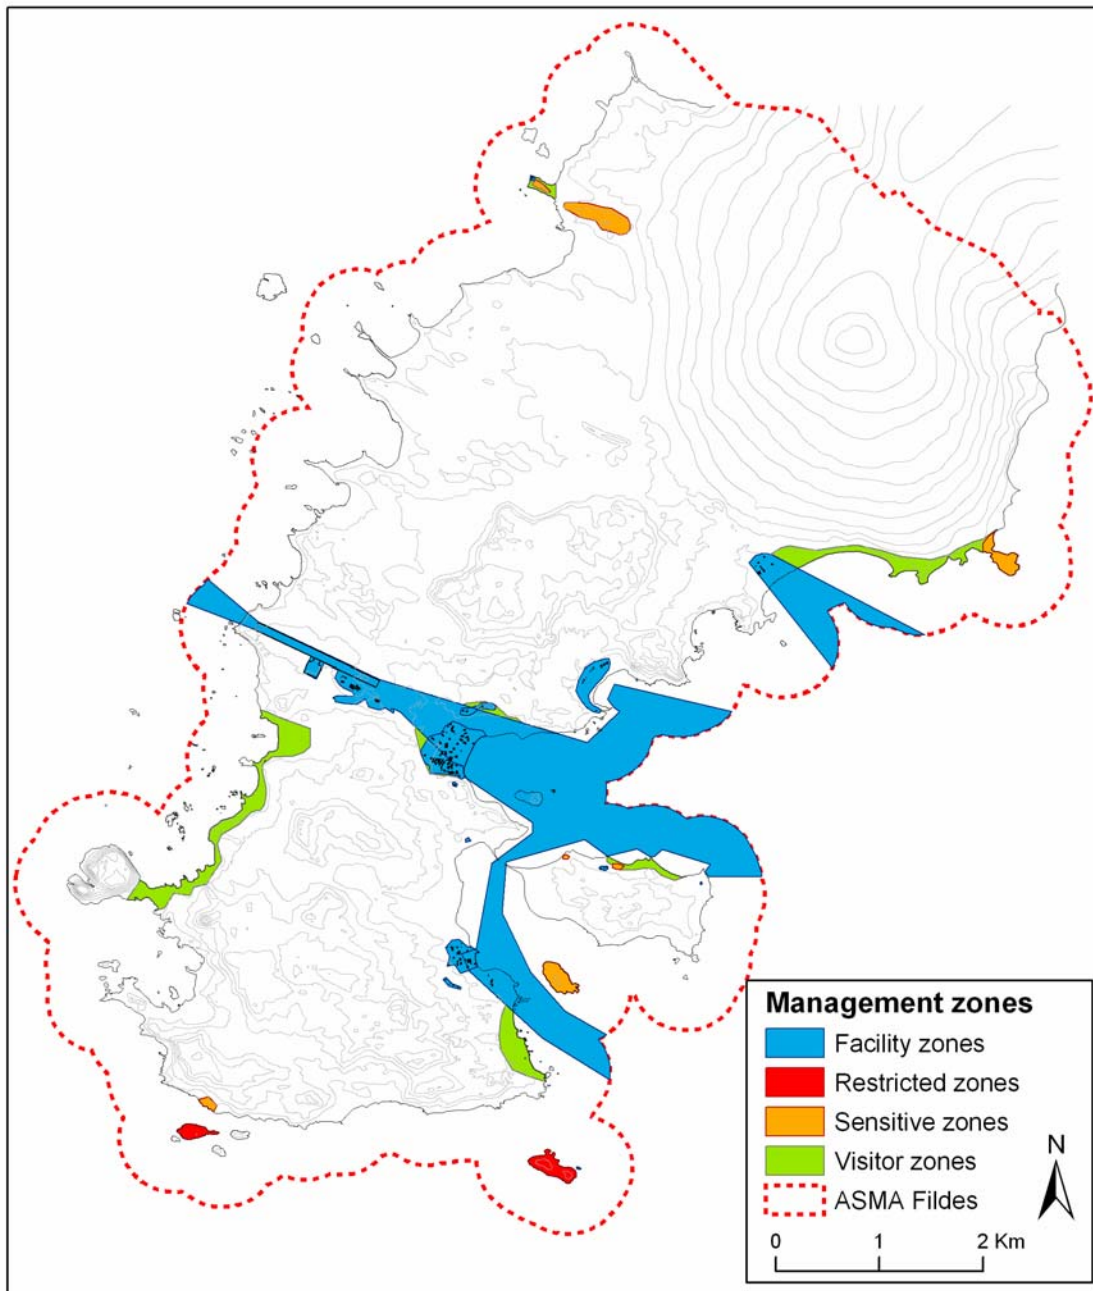 Management zones
Facility zones
Restricted zones
Sensitive zones
Visitor zones
ASMA Fildes
N
0 1 2 Km